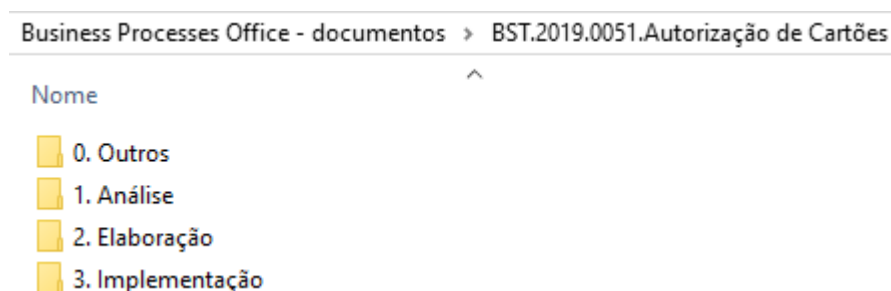 Business Processes Office - documentos > BST.2019.0051.Autorização de Cartões
Nome
0. Outros
1. Análise
2. Elaboração
3. Implementação